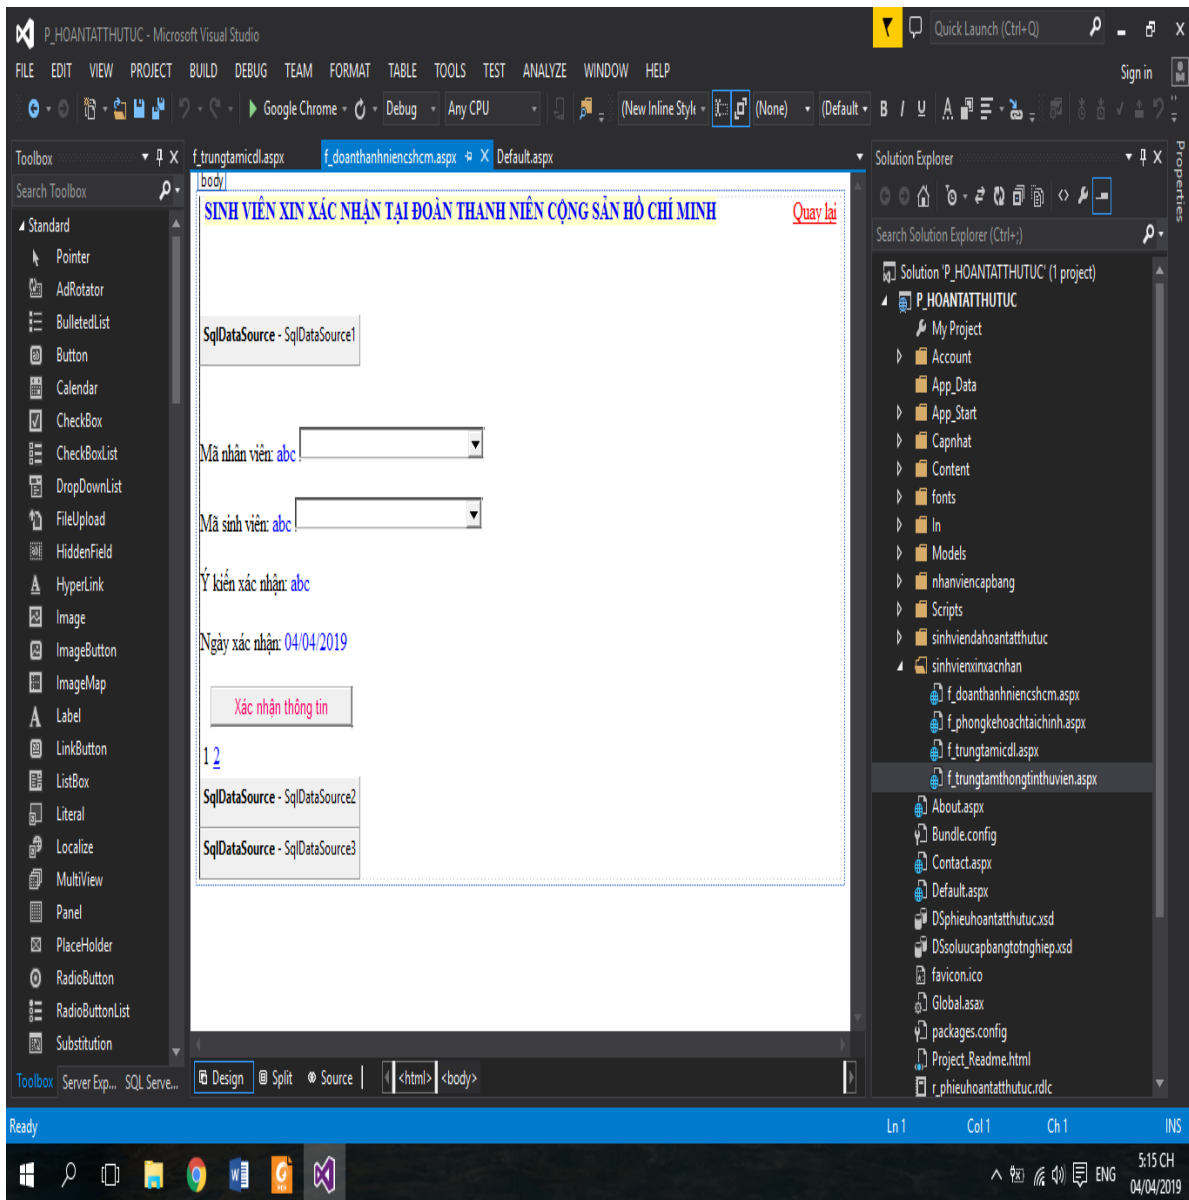 P_HOANTATTHUTUC - Microsoft Visual Studio
Quick Launch (Ctrl+Q)
FILE EDIT VIEW PROJECT BUILD DEBUG TEAM FORMAT TABLE TOOLS TEST ANALYZE WINDOW HELP
Sign in
Google Chrome Debug Any CPU (New Inline Style (None) (Default B I U
Toolbox
Search Toolbox
Standard
Pointer
AdRotator
BulletedList
Button
Calendar
CheckBox
CheckBoxList
DropDownList
FileUpload
HiddenField
HyperLink
Image
ImageButton
ImageMap
Label
LinkButton
ListBox
Literal
Localize
MultiView
Panel
PlaceHolder
RadioButton
RadioButtonList
Substitution
Toolbox Server Exp... SQL Serve...
f_trungtamicdl.aspx f_doanthanhniencshcm.aspx Default.aspx
body
SINH VIÊN XIN XÁC NHẬN TẠI ĐOÀN THANH NIÊN CỘNG SẢN HỒ CHÍ MINH Quay lại
SqlDataSource - SqlDataSource1
Mã nhân viên: abc .
Mã sinh viên: abc .
Ý kiến xác nhận: abc
Ngày xác nhận: 04/04/2019
Xác nhận thông tin
1 2
SqlDataSource - SqlDataSource2
SqlDataSource - SqlDataSource3
Design Split Source <html> <body>
Solution Explorer
Search Solution Explorer (Ctrl+;)
Solution 'P_HOANTATTHUTUC' (1 project)
P_HOANTATTHUTUC
My Project
Account
App_Data
App_Start
Capnhat
Content
fonts
In
Models
nhanviencapbang
Scripts
sinhviendahoantatthutuc
sinhvienxinxacnhan
f_doanthanhniencshcm.aspx
f_phongkehoachtaichinh.aspx
f_trungtamicdl.aspx
f_trungtamthongtinthuvien.aspx
About.aspx
Bundle.config
Contact.aspx
Default.aspx
DSphieuhoantatthutuc.xsd
DSsoluucapbangtotnghiep.xsd
favicon.ico
Global.asax
packages.config
Project_Readme.html
r_phieuhoantatthutuc.rdlc
Properties
Ready Ln 1 Col 1 Ch 1 INS
ENG 5:15 CH
04/04/2019